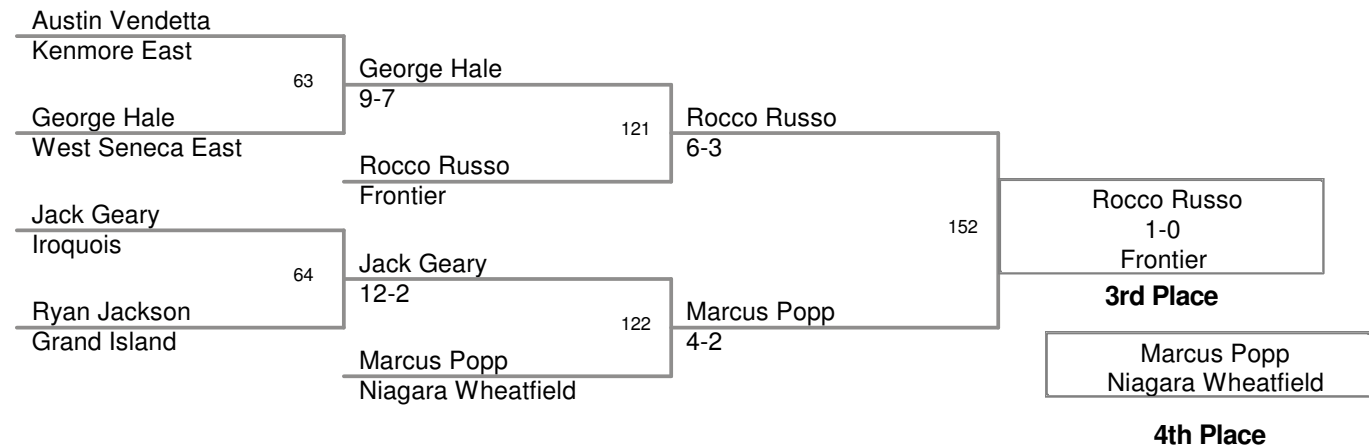 Austin Vendetta
Kenmore East
63
George Hale
9-7
George Hale
West Seneca East
121
Rocco Russo
6-3
Rocco Russo
Frontier
Jack Geary
Iroquois
64
Jack Geary
12-2
Ryan Jackson
Grand Island
122
Marcus Popp
4-2
Marcus Popp
Niagara Wheatfield
152
Rocco Russo
1-0
Frontier
3rd Place
Marcus Popp
Niagara Wheatfield
4th Place